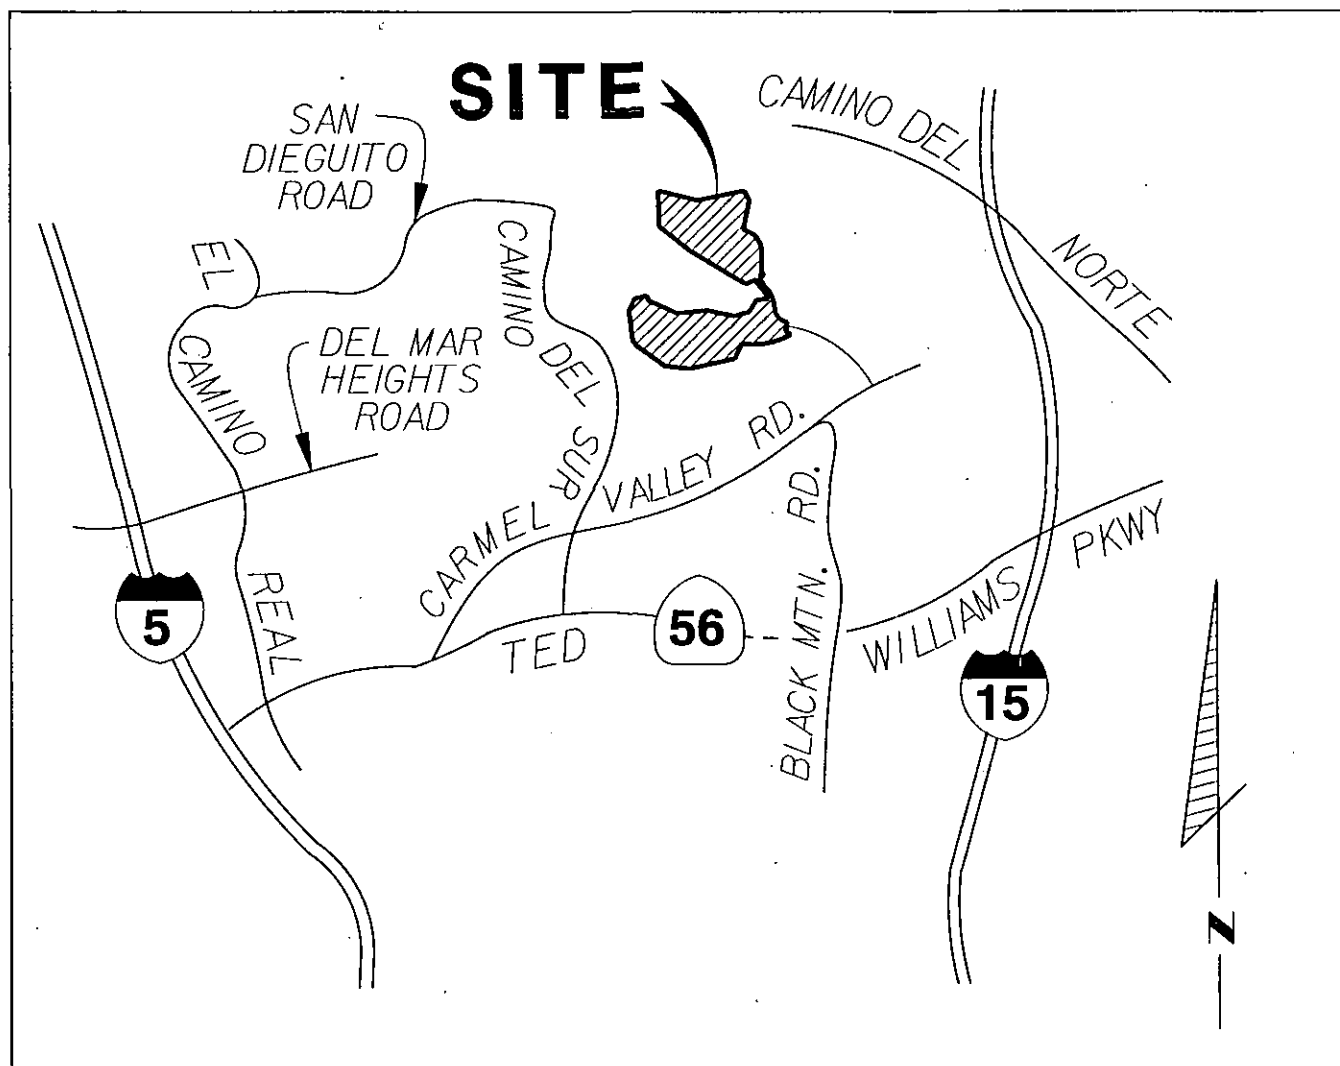 SITE
SAN
DIEGUITO
ROAD
CAMINO DEL
NORTE
EL
CAMINO
REAL
DEL MAR
HEIGHTS
ROAD
CAMINO
DEL
SUR
CARMEL
VALLEY
RD.
BLACK MTN. RD.
TED
WILLIAMS
PKWY
5
56
15
N